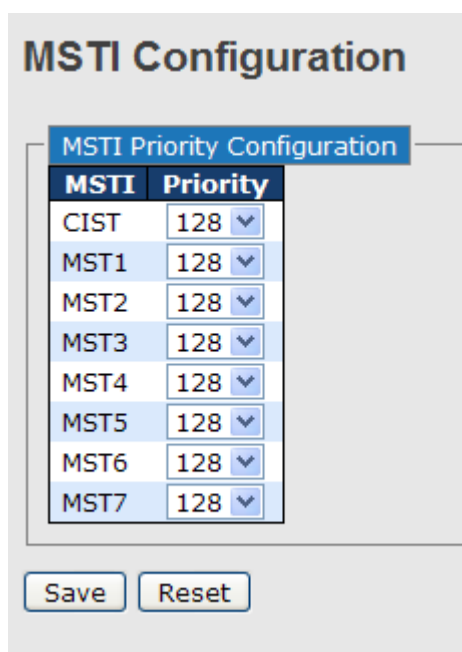 MSTI Configuration
MSTI Priority Configuration
MSTI Priority
CIST 128
MST1 128
MST2 128
MST3 128
MST4 128
MST5 128
MST6 128
MST7 128
Save Reset